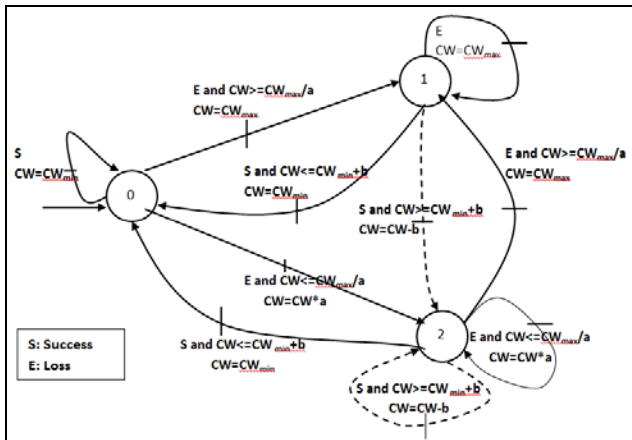 E
CW=CWmax
1
E and CW>=CWmax/a
CW=CWmax
S
CW=CWmin
0
S and CW<=CWmin+b
CW=CWmin
E and CW>=CWmax/a
CW=CWmax
S and CW>=CWmin+b
CW=CW-b
E and CW<=CWmax/a
CW=CW*a
2
E and CW<=CWmax/a
CW=CW*a
S: Success
E: Loss
S and CW<=CWmin+b
CW=CWmin
S and CW>=CWmin+b
CW=CW-b